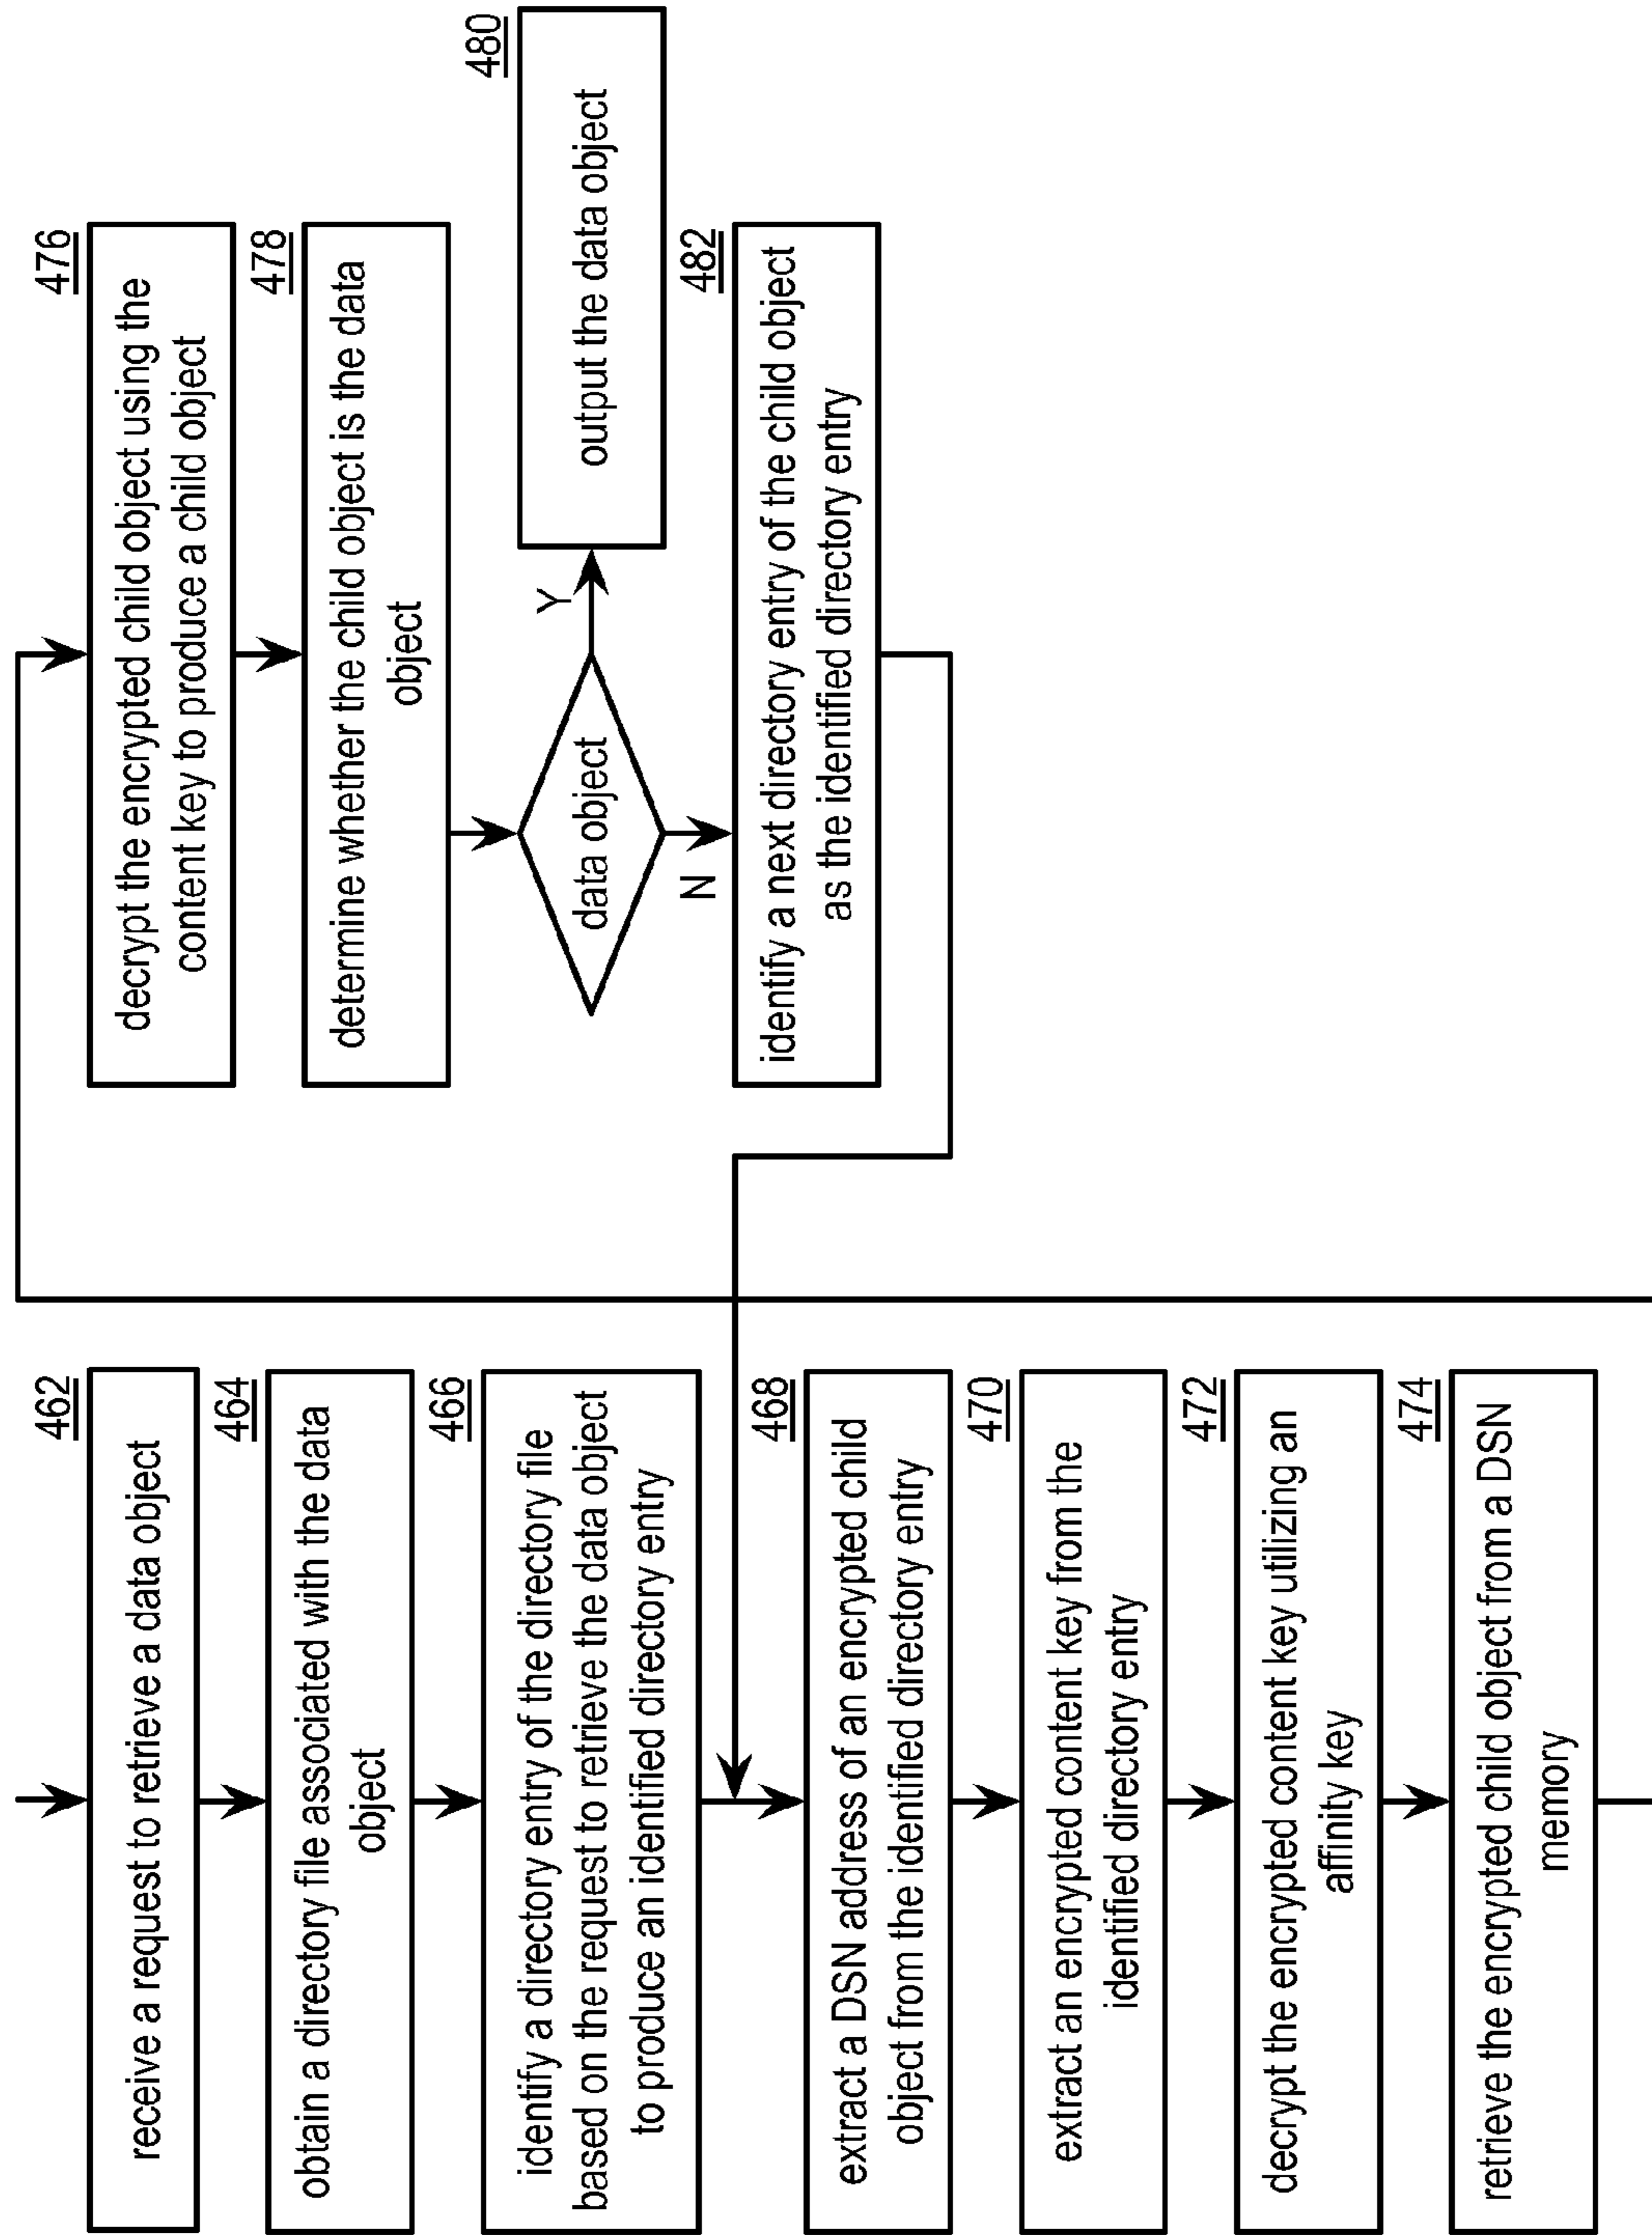 462
receive a request to retrieve a data object
464
obtain a directory file associated with the data
object
466
identify a directory entry of the directory file
based on the request to retrieve the data object
to produce an identified directory entry
468
extract a DSN address of an encrypted child
object from the identified directory entry
470
extract an encrypted content key from the
identified directory entry
472
decrypt the encrypted content key utilizing an
affinity key
474
retrieve the encrypted child object from a DSN
memory
476
decrypt the encrypted child object using the
content key to produce a child object
478
determine whether the child object is the data
object
data object
Y
480
output the data object
N
482
identify a next directory entry of the child object
as the identified directory entry